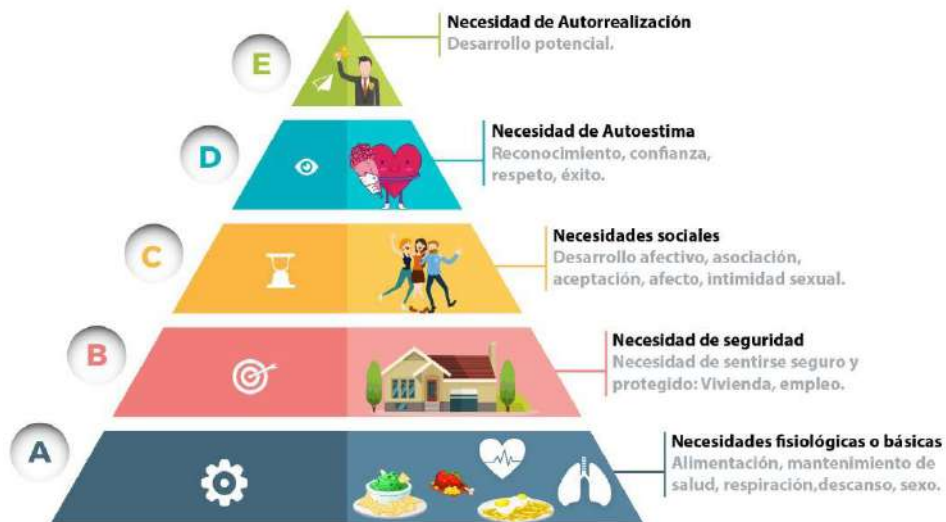 E
Necesidad de Autorrealización
Desarrollo potencial.
D
Necesidad de Autoestima
Reconocimiento, confianza,
respeto, éxito.
C
Necesidades sociales
Desarrollo afectivo, asociación,
aceptación, afecto, intimidad sexual.
B
Necesidad de seguridad
Necesidad de sentirse seguro y
protegido: Vivienda, empleo.
A
Necesidades fisiológicas o básicas
Alimentación, mantenimiento de
salud, respiración,descanso, sexo.